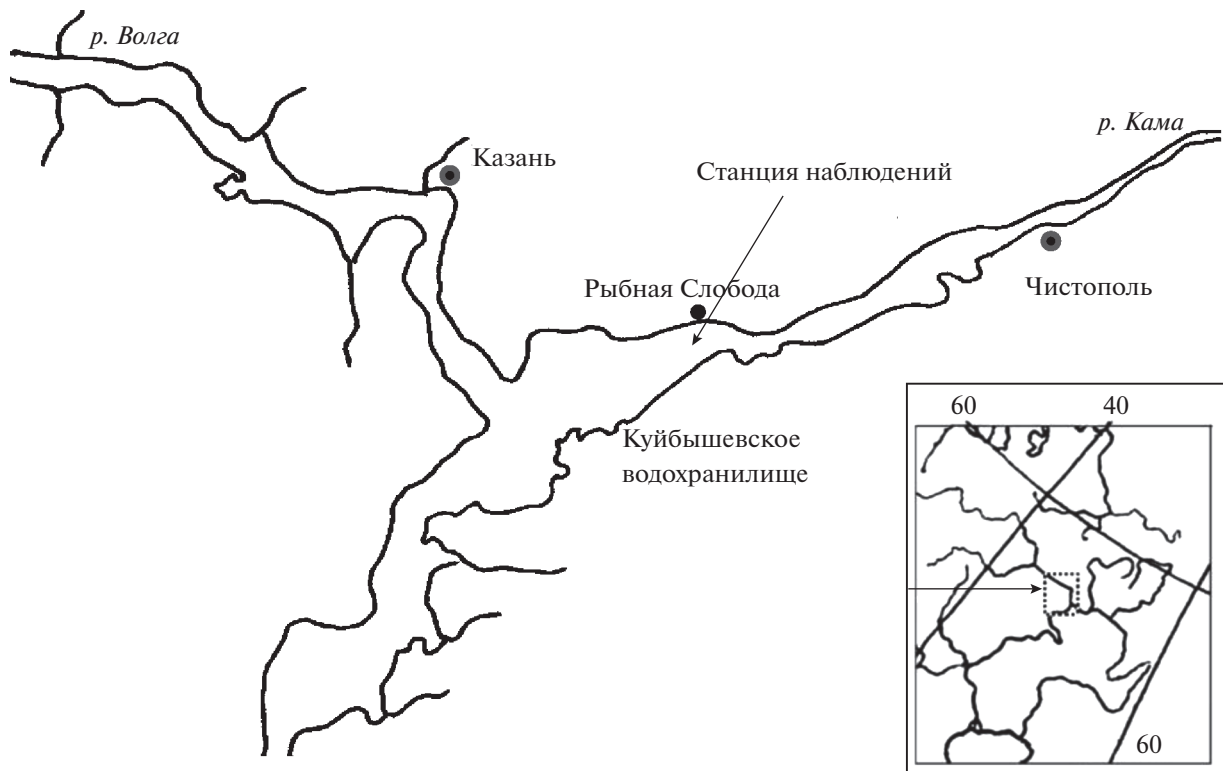 р. Волга
р. Кама
Казань
Станция наблюдений
Рыбная Слобода
Чистополь
Куйбышевское
водохранилище
60
40
60